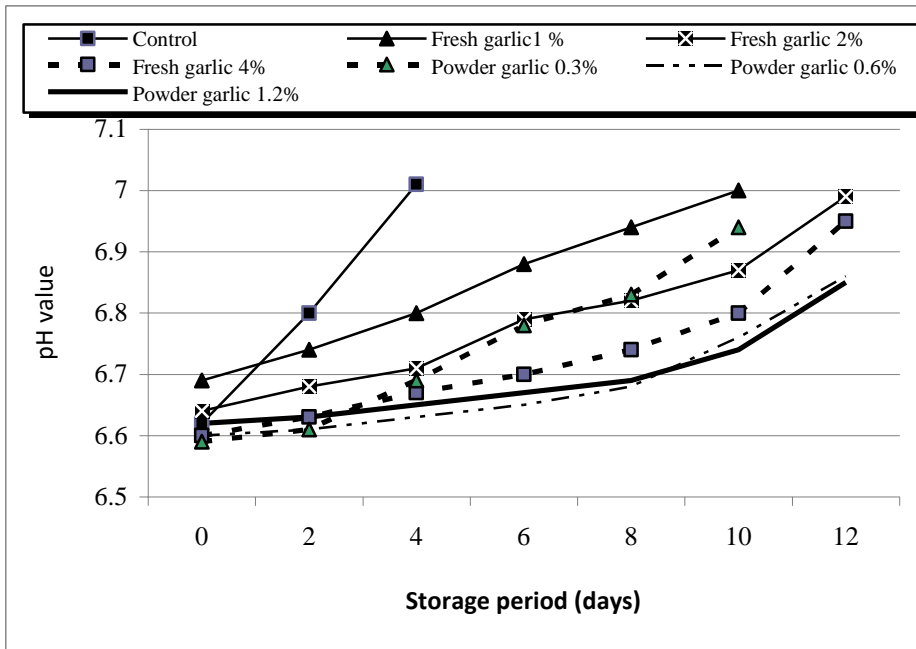 Control Fresh garlic1 % Fresh garlic 2%
Fresh garlic 4% Powder garlic 0.3% Powder garlic 0.6%
Powder garlic 1.2%
7.1
7
6.9
6.8
6.7
6.6
6.5
pH value
0 2 4 6 8 10 12
Storage period (days)